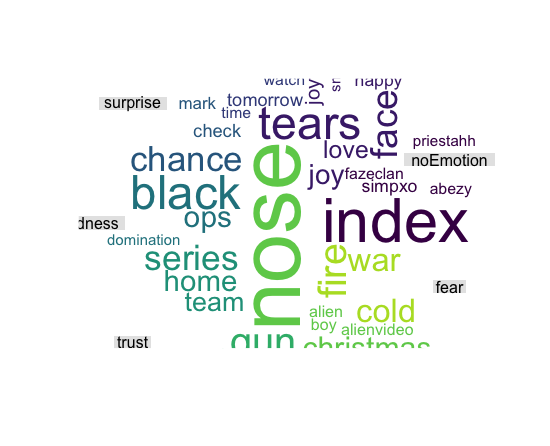 watch
joy
happy
surprise
mark
tomorrow
time
check
tears
face
love
priestahh
noEmotion
chance
joy
fazeclan
simpxo
abezy
black
nose
index
ops
dness
domination
series
fire
war
home
team
fear
alien
cold
boy
alienvideo
trust
gun
christmas